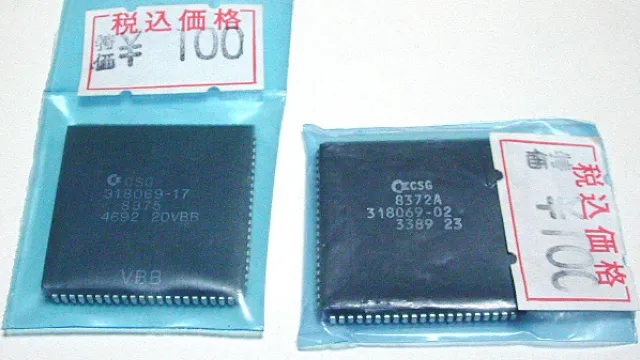 税込価格
特価 ¥100
CSG
318069-17
8375
4692 20VBB
VBB
税込価格
特価 ¥100
CSG
8372A
318069-02
3389 23